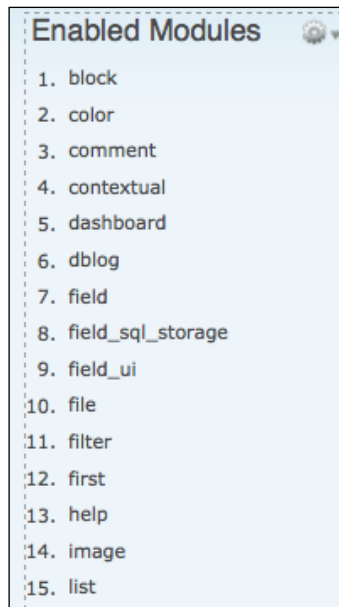 Enabled Modules
1. block
2. color
3. comment
4. contextual
5. dashboard
6. dblog
7. field
8. field_sql_storage
9. field_ui
10. file
11. filter
12. first
13. help
14. image
15. list